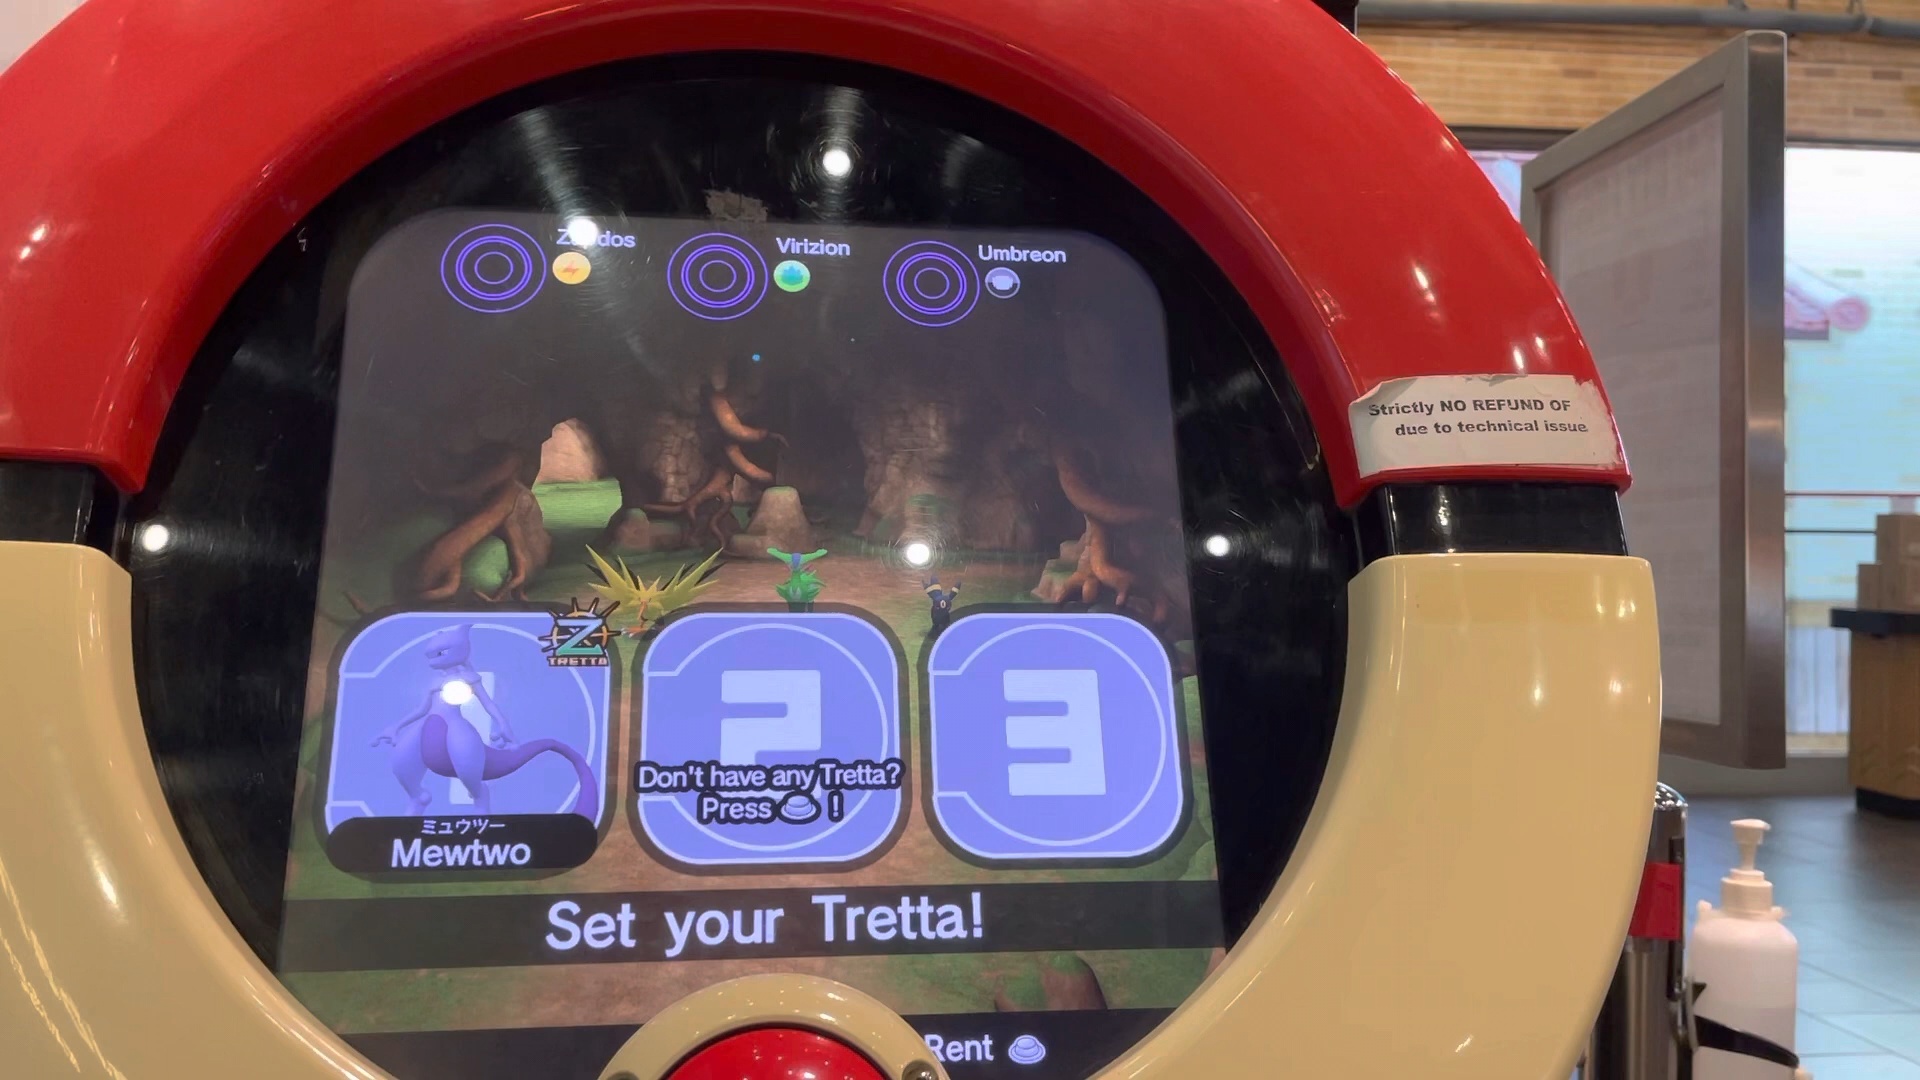 Virizion
Umbreon
Strictly NO REFUND OF
due to technical issue
Z
TRETTA
2
3
Don't have any Tretta?
Press !
ミュウツー
Mewtwo
Set your Tretta!
Rent